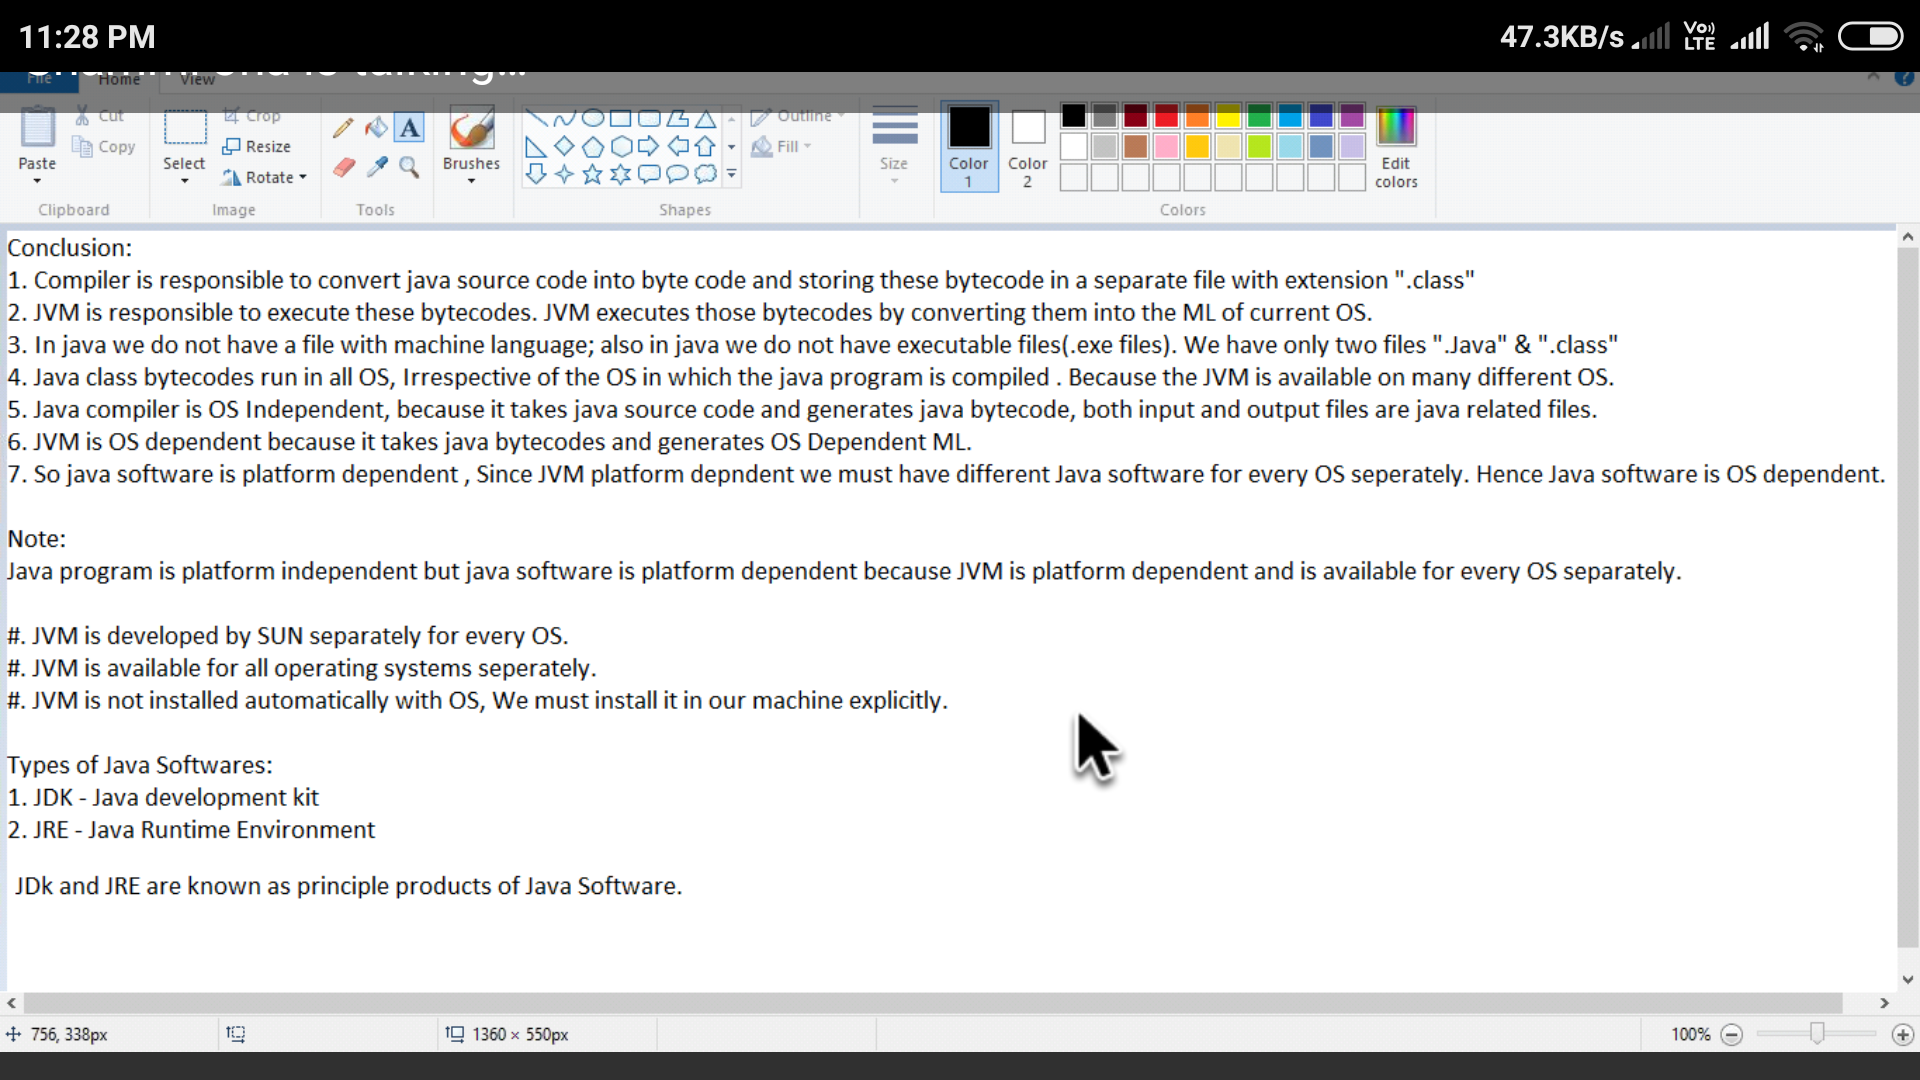 11:28 PM
47.3KB/s
Vo)) LTE
is talking...
File Home View
Paste
Cut
Copy
Clipboard
Select
Crop
Resize
Rotate
Image
A
Tools
Brushes
Outline
Fill
Shapes
Size
Color 1
Color 2
Edit colors
Colors
Conclusion:
1. Compiler is responsible to convert java source code into byte code and storing these bytecode in a separate file with extension ".class"
2. JVM is responsible to execute these bytecodes. JVM executes those bytecodes by converting them into the ML of current OS.
3. In java we do not have a file with machine language; also in java we do not have executable files(.exe files). We have only two files ".Java" & ".class"
4. Java class bytecodes run in all OS, Irrespective of the OS in which the java program is compiled . Because the JVM is available on many different OS.
5. Java compiler is OS Independent, because it takes java source code and generates java bytecode, both input and output files are java related files.
6. JVM is OS dependent because it takes java bytecodes and generates OS Dependent ML.
7. So java software is platform dependent , Since JVM platform depndent we must have different Java software for every OS seperately. Hence Java software is OS dependent.
Note:
Java program is platform independent but java software is platform dependent because JVM is platform dependent and is available for every OS separately.
#. JVM is developed by SUN separately for every OS.
#. JVM is available for all operating systems seperately.
#. JVM is not installed automatically with OS, We must install it in our machine explicitly.
Types of Java Softwares:
1. JDK - Java development kit
2. JRE - Java Runtime Environment
JDk and JRE are known as principle products of Java Software.
756, 338px
1360 × 550px
100%